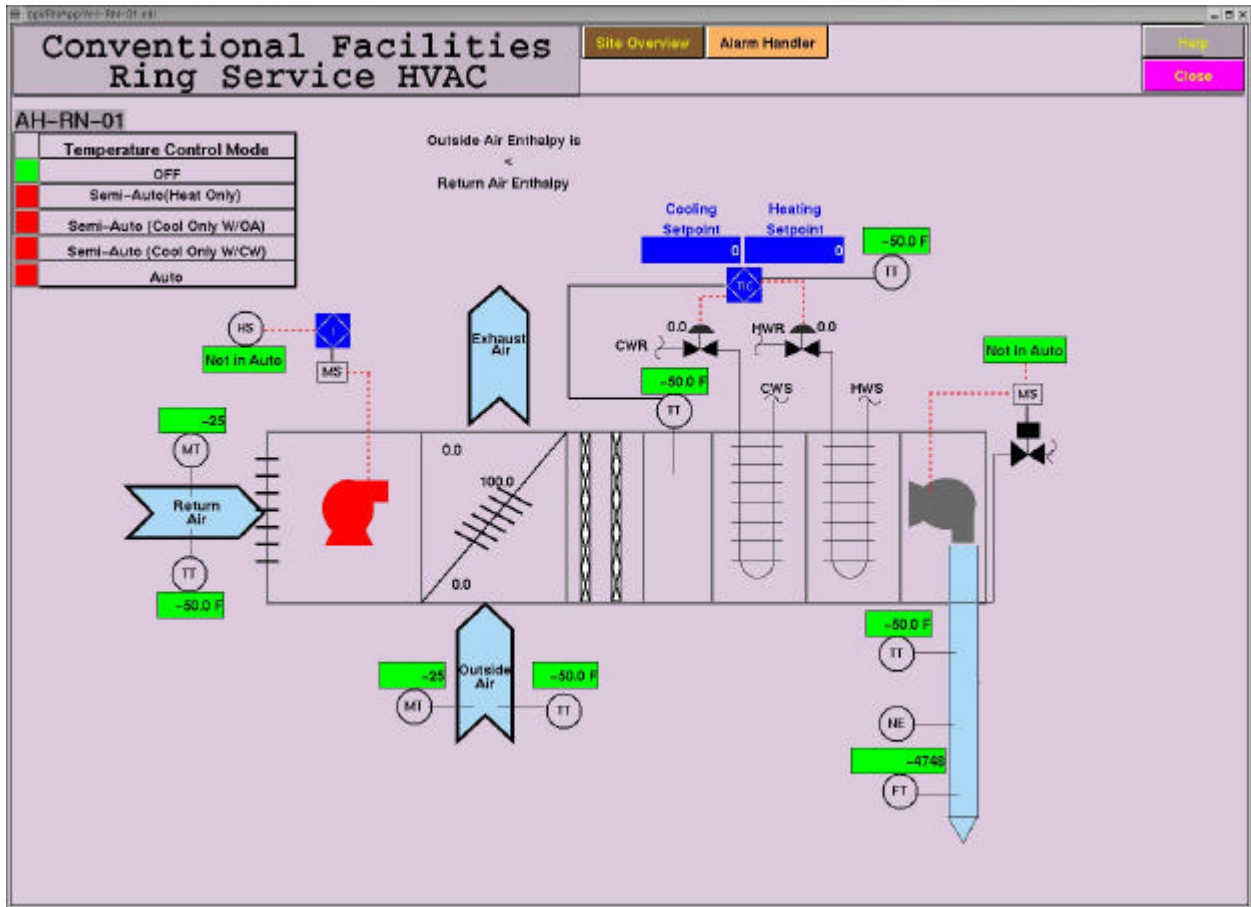 Conventional Facilities
Ring Service HVAC
Site Overview
Alarm Handler
Help
Close
AH-RN-01
Temperature Control Mode
OFF
Semi-Auto(Heat Only)
Semi-Auto (Cool Only W/OA)
Semi-Auto (Cool Only W/CW)
Auto
Outside Air Enthalpy is
<
Return Air Enthalpy
Cooling
Setpoint
0
Heating
Setpoint
0
-50.0 F
TT
TIC
HS
I
Not in Auto
MS
Exhaust
Air
0.0
CWR
HWR
0.0
-50.0 F
TT
CWS
HWS
Not in Auto
MS
-25
MT
Return
Air
TT
-50.0 F
0.0
100.0
0.0
Outside
Air
-25
MT
-50.0 F
TT
-50.0 F
TT
NE
-4748
FT